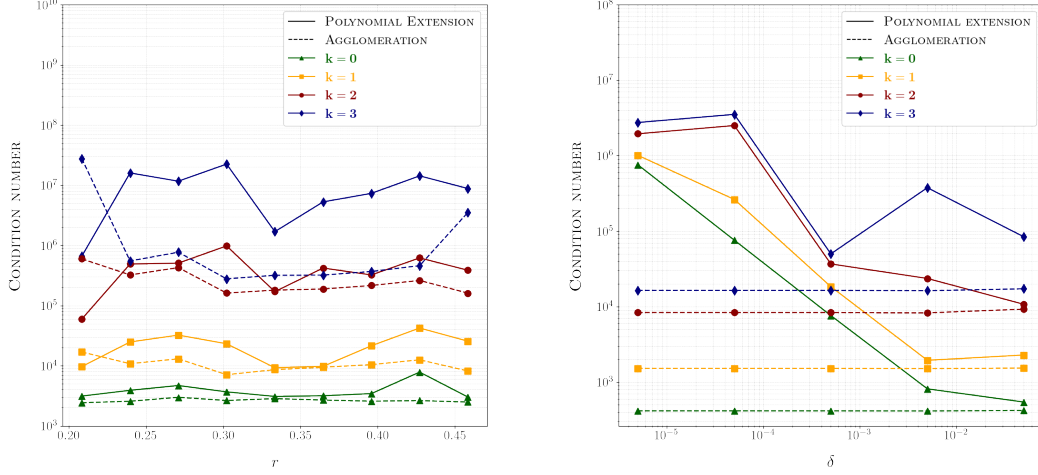 10^10
10^9
10^8
10^7
10^6
10^5
10^4
10^3
CONDITION NUMBER
0.20 0.25 0.30 0.35 0.40 0.45
r
POLYNOMIAL EXTENSION
AGGLOMERATION
k = 0
k = 1
k = 2
k = 3
10^8
10^7
10^6
10^5
10^4
10^3
CONDITION NUMBER
10^−5 10^−4 10^−3 10^−2
δ
POLYNOMIAL EXTENSION
AGGLOMERATION
k = 0
k = 1
k = 2
k = 3